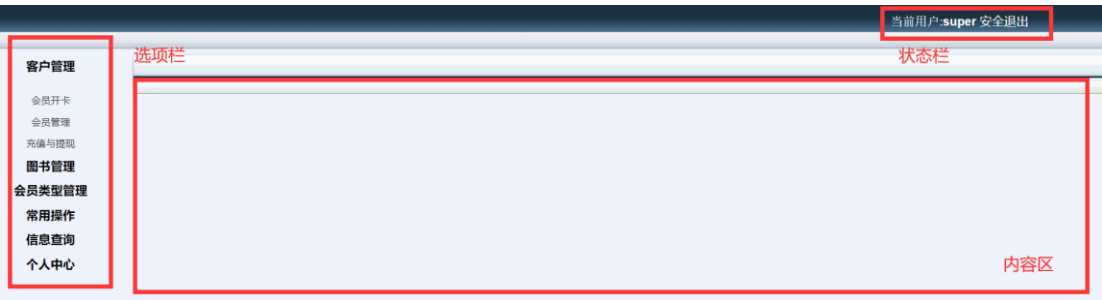 当前用户:super 安全退出
选项栏
状态栏
客户管理
会员开卡
会员管理
充值与提现
图书管理
会员类型管理
常用操作
信息查询
个人中心
内容区